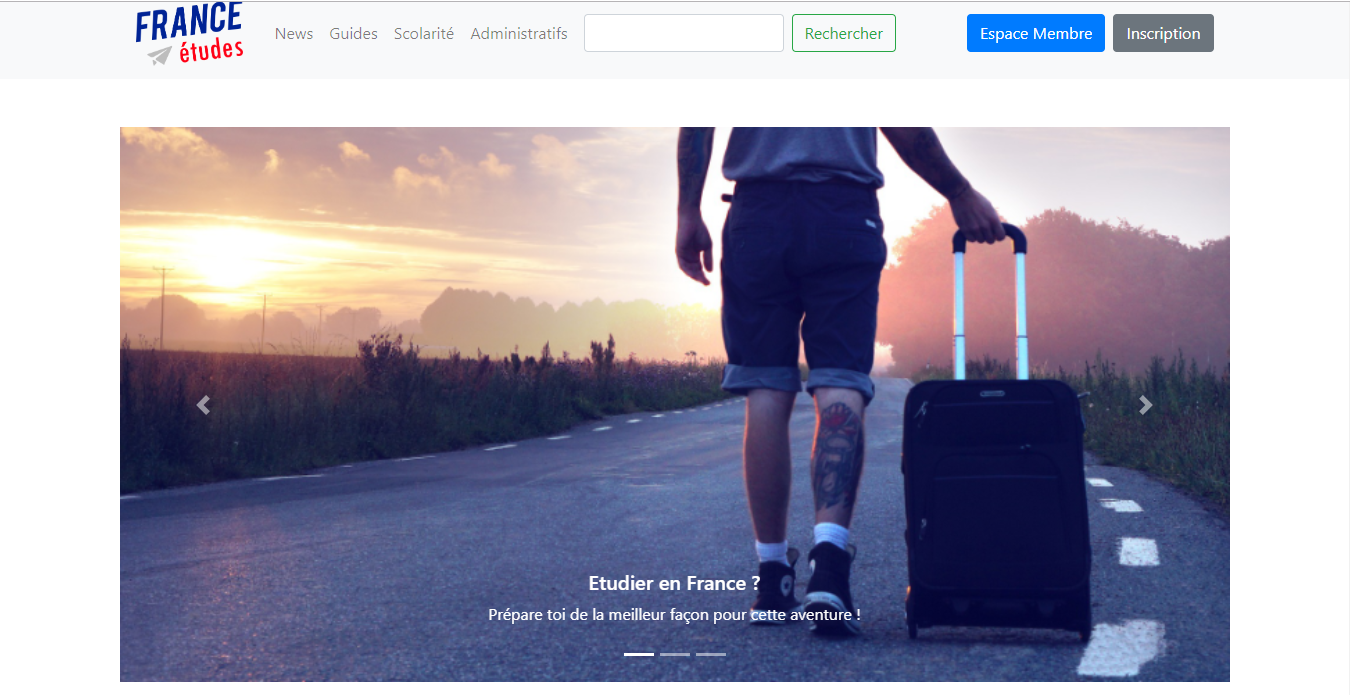 FRANCE
études
News Guides Scolarité Administratifs Rechercher Espace Membre Inscription
Etudier en France ?
Prépare toi de la meilleur façon pour cette aventure !